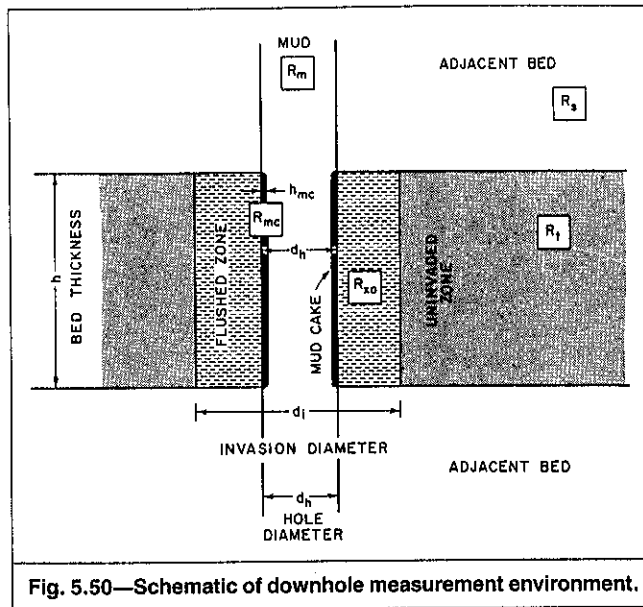 MUD
R_m
ADJACENT BED
R_s
h_mc
R_mc
BED THICKNESS
h
FLUSHED ZONE
d_h
MUD CAKE
R_xo
UNINVADED ZONE
R_t
d_i
INVASION DIAMETER
ADJACENT BED
d_h
HOLE DIAMETER
Fig. 5.50—Schematic of downhole measurement environment.